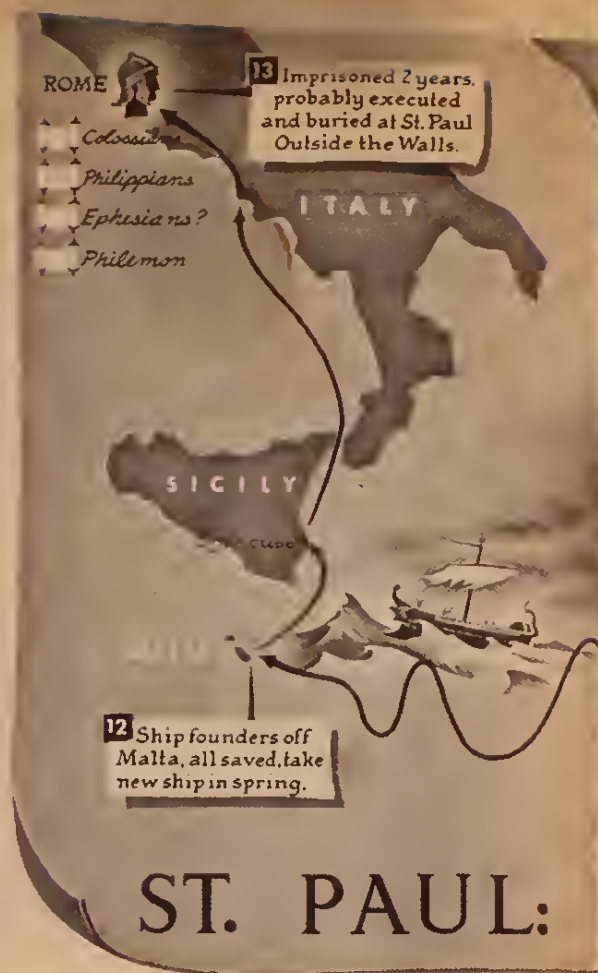 ROME
13 Imprisoned 2 years,
probably executed
and buried at St. Paul
Outside the Walls.
Colossians
Philippians
Ephesians?
Philemon
ITALY
SICILY
12 Ship founders off
Malta, all saved, take
new ship in spring.
ST. PAUL: